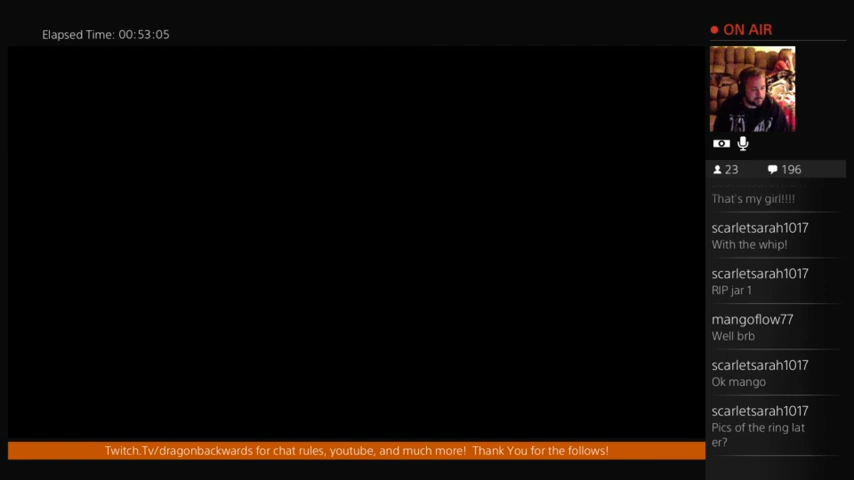 Elapsed Time: 00:53:05
ON AIR
23 196
That's my girl!!!!
scarletsarah1017
With the whip!
scarletsarah1017
RIP jar 1
mangoflow77
Well brb
scarletsarah1017
Ok mango
scarletsarah1017
Pics of the ring lat
er?
Twitch.Tv/dragonbackwards for chat rules, youtube, and much more! Thank You for the follows!